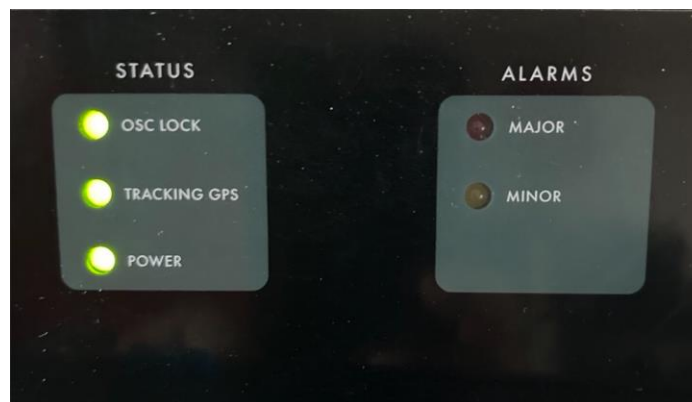 STATUS
OSC LOCK
TRACKING GPS
POWER
ALARMS
MAJOR
MINOR